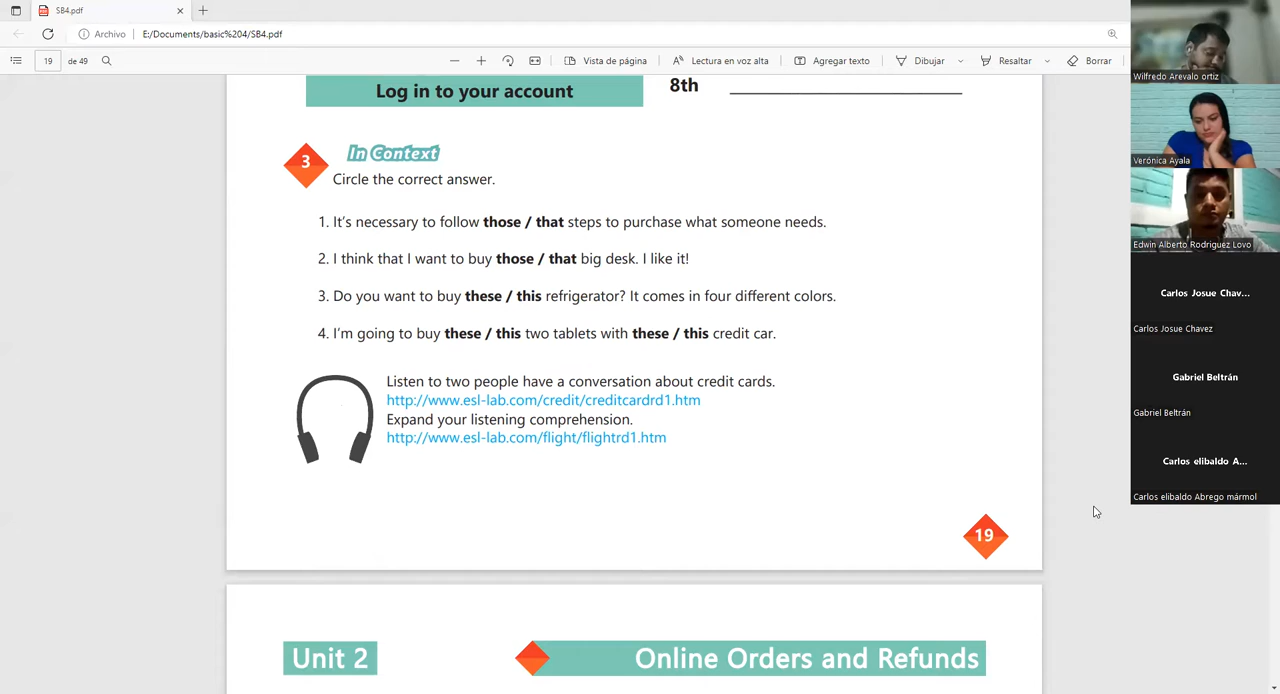 SB4.pdf
Archivo
E:/Documents/basic%204/SB4.pdf
19
de 49
Vista de página
Lectura en voz alta
Agregar texto
Dibujar
Resaltar
Borrar
Log in to your account
8th
3
In Context
Circle the correct answer.
1. It's necessary to follow those / that steps to purchase what someone needs.
2. I think that I want to buy those / that big desk. I like it!
3. Do you want to buy these / this refrigerator? It comes in four different colors.
4. I'm going to buy these / this two tablets with these / this credit car.
Listen to two people have a conversation about credit cards.
http://www.esl-lab.com/credit/creditcardrd1.htm
Expand your listening comprehension.
http://www.esl-lab.com/flight/flightrd1.htm
19
Unit 2
Online Orders and Refunds
Wilfredo Arevalo ortiz
Verónica Ayala
Edwin Alberto Rodriguez Lovo
Carlos Josue Chav...
Carlos Josue Chavez
Gabriel Beltrán
Gabriel Beltrán
Carlos elibaldo A...
Carlos elibaldo Abrego mármol